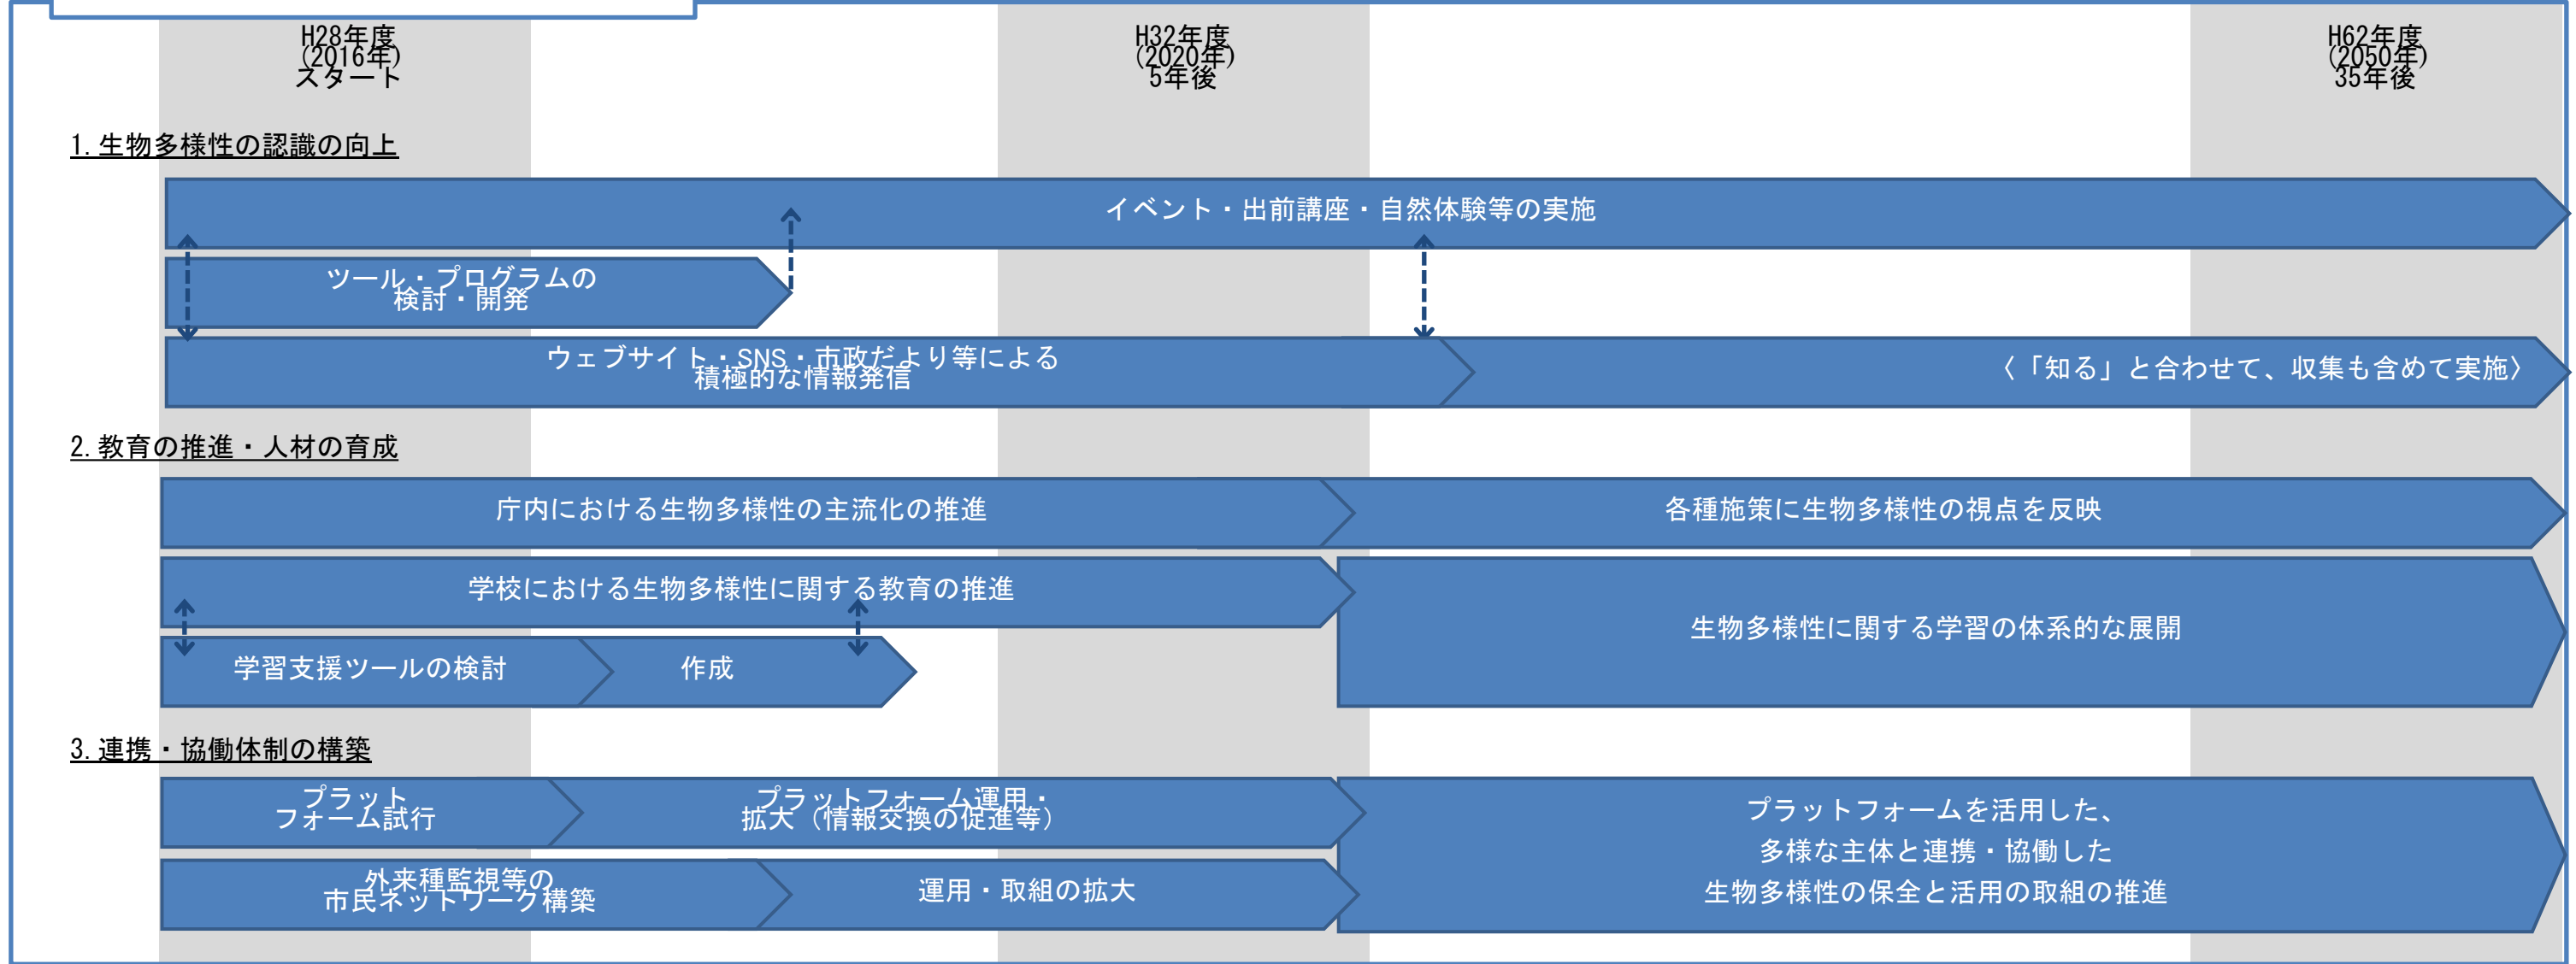 H28年度
(2016年)
スタート
H32年度
(2020年)
5年後
H62年度
(2050年)
35年後
1.生物多様性の認識の向上
イベント・出前講座・自然体験等の実施
ツール・プログラムの
検討・開発
ウェブサイト・SNS・市政だより等による
積極的な情報発信
〈「知る」と合わせて、収集も含めて実施〉
2.教育の推進・人材の育成
庁内における生物多様性の主流化の推進
各種施策に生物多様性の視点を反映
学校における生物多様性に関する教育の推進
生物多様性に関する学習の体系的な展開
学習支援ツールの検討
作成
3.連携・協働体制の構築
プラット
フォーム試行
プラットフォーム運用・
拡大（情報交換の促進等）
プラットフォームを活用した、
多様な主体と連携・協働した
生物多様性の保全と活用の取組の推進
外来種監視等の
市民ネットワーク構築
運用・取組の拡大